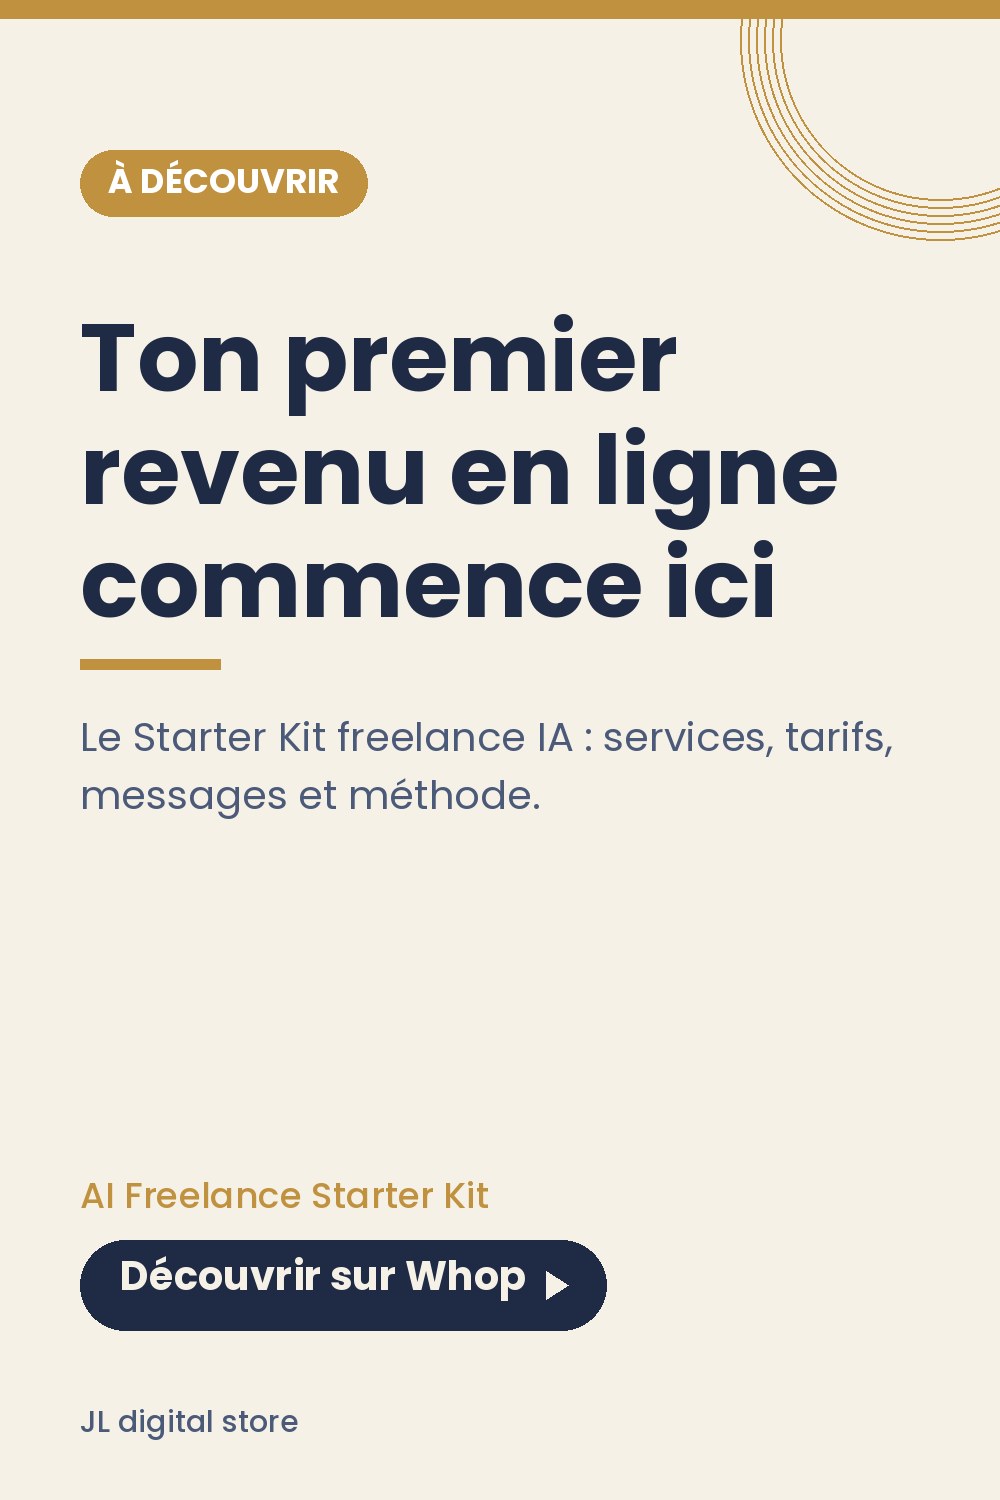 À DÉCOUVRIR
Ton premier
revenu en ligne
commence ici
Le Starter Kit freelance IA : services, tarifs,
messages et méthode.
AI Freelance Starter Kit
Découvrir sur Whop
JL digital store